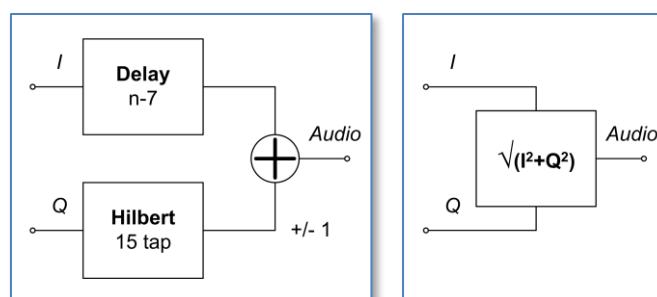 I
Delay
n-7
Audio
Q
Hilbert
15 tap
+/- 1
I
√(I²+Q²)
Audio
Q